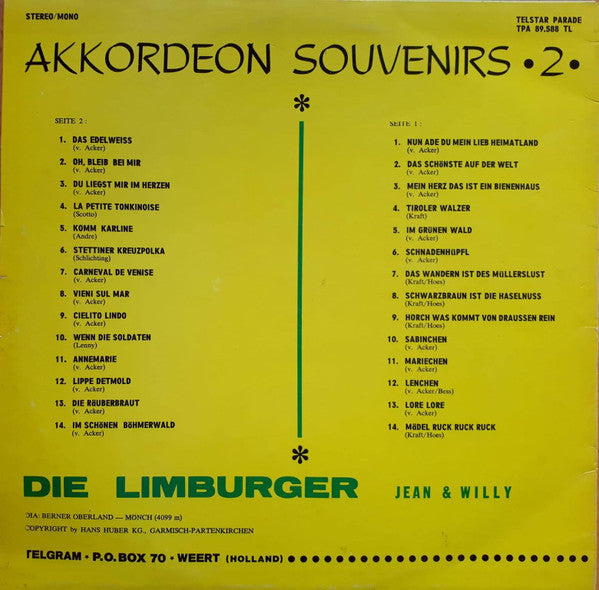 STEREO/MONO
TELSTAR PARADE
TPA 89.588 TL
AKKORDEON SOUVENIRS • 2 •
SEITE 2 :
1. DAS EDELWEISS
(v. Acker)
2. OH, BLEIB BEI MIR
(v. Acker)
3. DU LIEGST MIR IM HERZEN
(v. Acker)
4. LA PETITE TONKINOISE
(Scotto)
5. KOMM KARLINE
(Andre)
6. STETTINER KREUZPOLKA
(Schlichting)
7. CARNEVAL DE VENISE
(v. Acker)
8. VIENI SUL MAR
(v. Acker)
9. CIELITO LINDO
(v. Acker)
10. WENN DIE SOLDATEN
(Lenny)
11. ANNEMARIE
(v. Acker)
12. LIPPE DETMOLD
(v. Acker)
13. DIE RÄUBERBRAUT
(v. Acker)
14. IM SCHÖNEN BÖHMERWALD
(v. Acker)
SEITE 1 :
1. NUN ADE DU MEIN LIEB HEIMATLAND
(v. Acker)
2. DAS SCHÖNSTE AUF DER WELT
(v. Acker)
3. MEIN HERZ DAS IST EIN BIENENHAUS
(v. Acker)
4. TIROLER WALZER
(Kraft)
5. IM GRÜNEN WALD
(v. Acker)
6. SCHNADENHÜPFL
(v. Acker)
7. DAS WANDERN IST DES MÜLLERSLUST
(Kraft/Hoes)
8. SCHWARZBRAUN IST DIE HASELNUSS
(Kraft/Hoes)
9. HORCH WAS KOMMT VON DRAUSSEN REIN
(Kraft/Hoes)
10. SABINCHEN
(v. Acker)
11. MARIECHEN
(v. Acker)
12. LENCHEN
(v. Acker/Bess)
13. LORE LORE
(v. Acker)
14. MÄDEL RUCK RUCK RUCK
(Kraft/Hoes)
DIE LIMBURGER JEAN & WILLY
DIA: BERNER OBERLAND — MÖNCH (4099 m)
COPYRIGHT by HANS HUBER KG., GARMISCH-PARTENKIRCHEN
TELGRAM • P.O. BOX 70 • WEERT (HOLLAND)